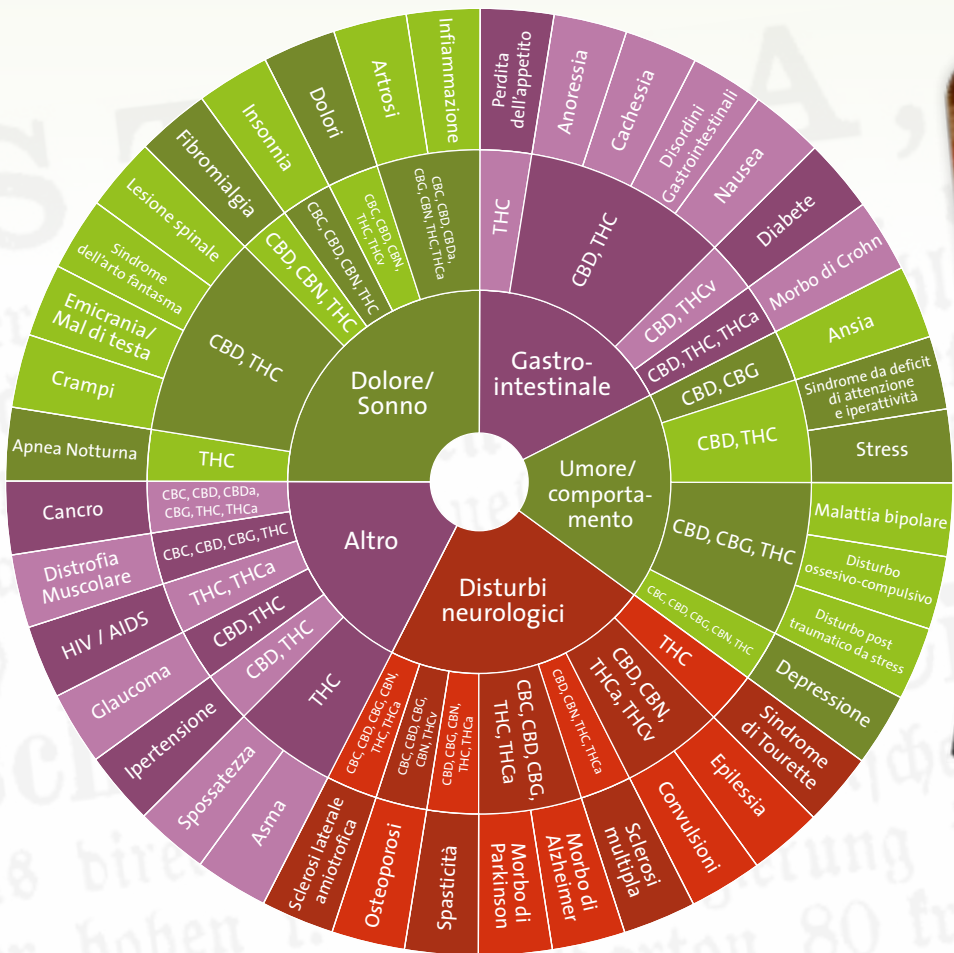 Gastro-
intestinale
THC
Perdita
dell'appetito
CBD, THC
Anoressia
Cachessia
Disordini
Gastrointestinali
Nausea
CBD, THCv
Diabete
CBD, THC, THCa
Morbo di Crohn
Umore/
comporta-
mento
CBD, CBG
Ansia
CBD, THC
Sindrome da deficit
di attenzione
e iperattività
Stress
CBD, CBG, THC
Malattia bipolare
Disturbo
ossesivo-compulsivo
Disturbo post
traumatico da stress
CBC, CBD, CBG, CBN, THC
Depressione
Disturbi
neurologici
THC
Sindrome
di Tourette
CBD, CBN,
THCa, THCv
Epilessia
Convulsioni
CBD, CBN, THC, THCa
Sclerosi
multipla
CBC, CBD, CBG,
THC, THCa
Morbo di
Alzheimer
Morbo di
Parkinson
CBD, CBG, CBN,
THC, THCa
Spasticità
CBC, CBD, CBG,
CBN, THCv
Osteoporosi
CBC, CBD, CBG, CBN,
THC, THCa
Sclerosi laterale
amiotrofica
Altro
THC
Asma
Spossatezza
CBD, THC
Ipertensione
CBD, THC
Glaucoma
THC, THCa
HIV / AIDS
CBC, CBD, CBG, THC
Distrofia
Muscolare
CBC, CBD, CBDa,
CBG, THC, THCa
Cancro
Dolore/
Sonno
THC
Apnea Notturna
CBD, THC
Crampi
Emicrania/
Mal di testa
Sindrome
dell'arto fantasma
Lesione spinale
CBD, CBN, THC
Fibromialgia
CBC, CBD, CBN, THC
Insonnia
CBC, CBD, CBN,
THC, THCv
Dolori
CBC, CBD, CBDa,
CBG, CBN, THC, THCa
Artrosi
Infiammazione